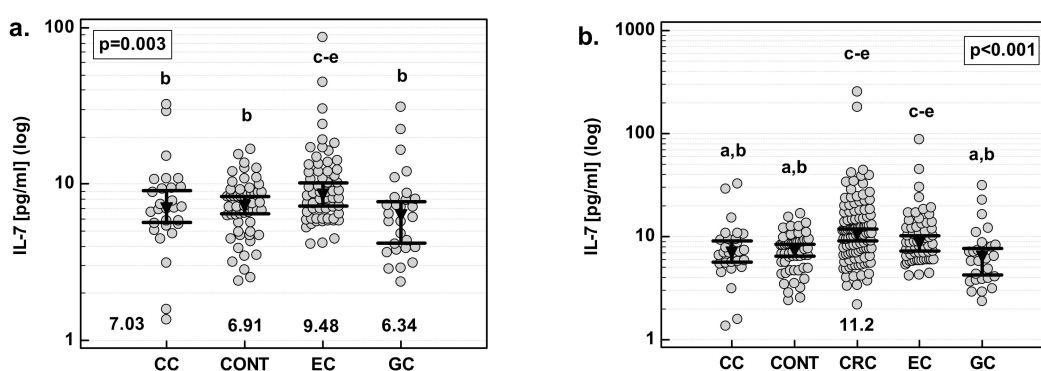 a.
100
p=0.003
c-e
b
b
b
10
IL-7 [pg/ml] (log)
7.03
6.91
9.48
6.34
1
CC
CONT
EC
GC
b.
1000
p<0.001
c-e
c-e
100
a,b
a,b
a,b
IL-7 [pg/ml] (log)
10
11.2
1
CC
CONT
CRC
EC
GC